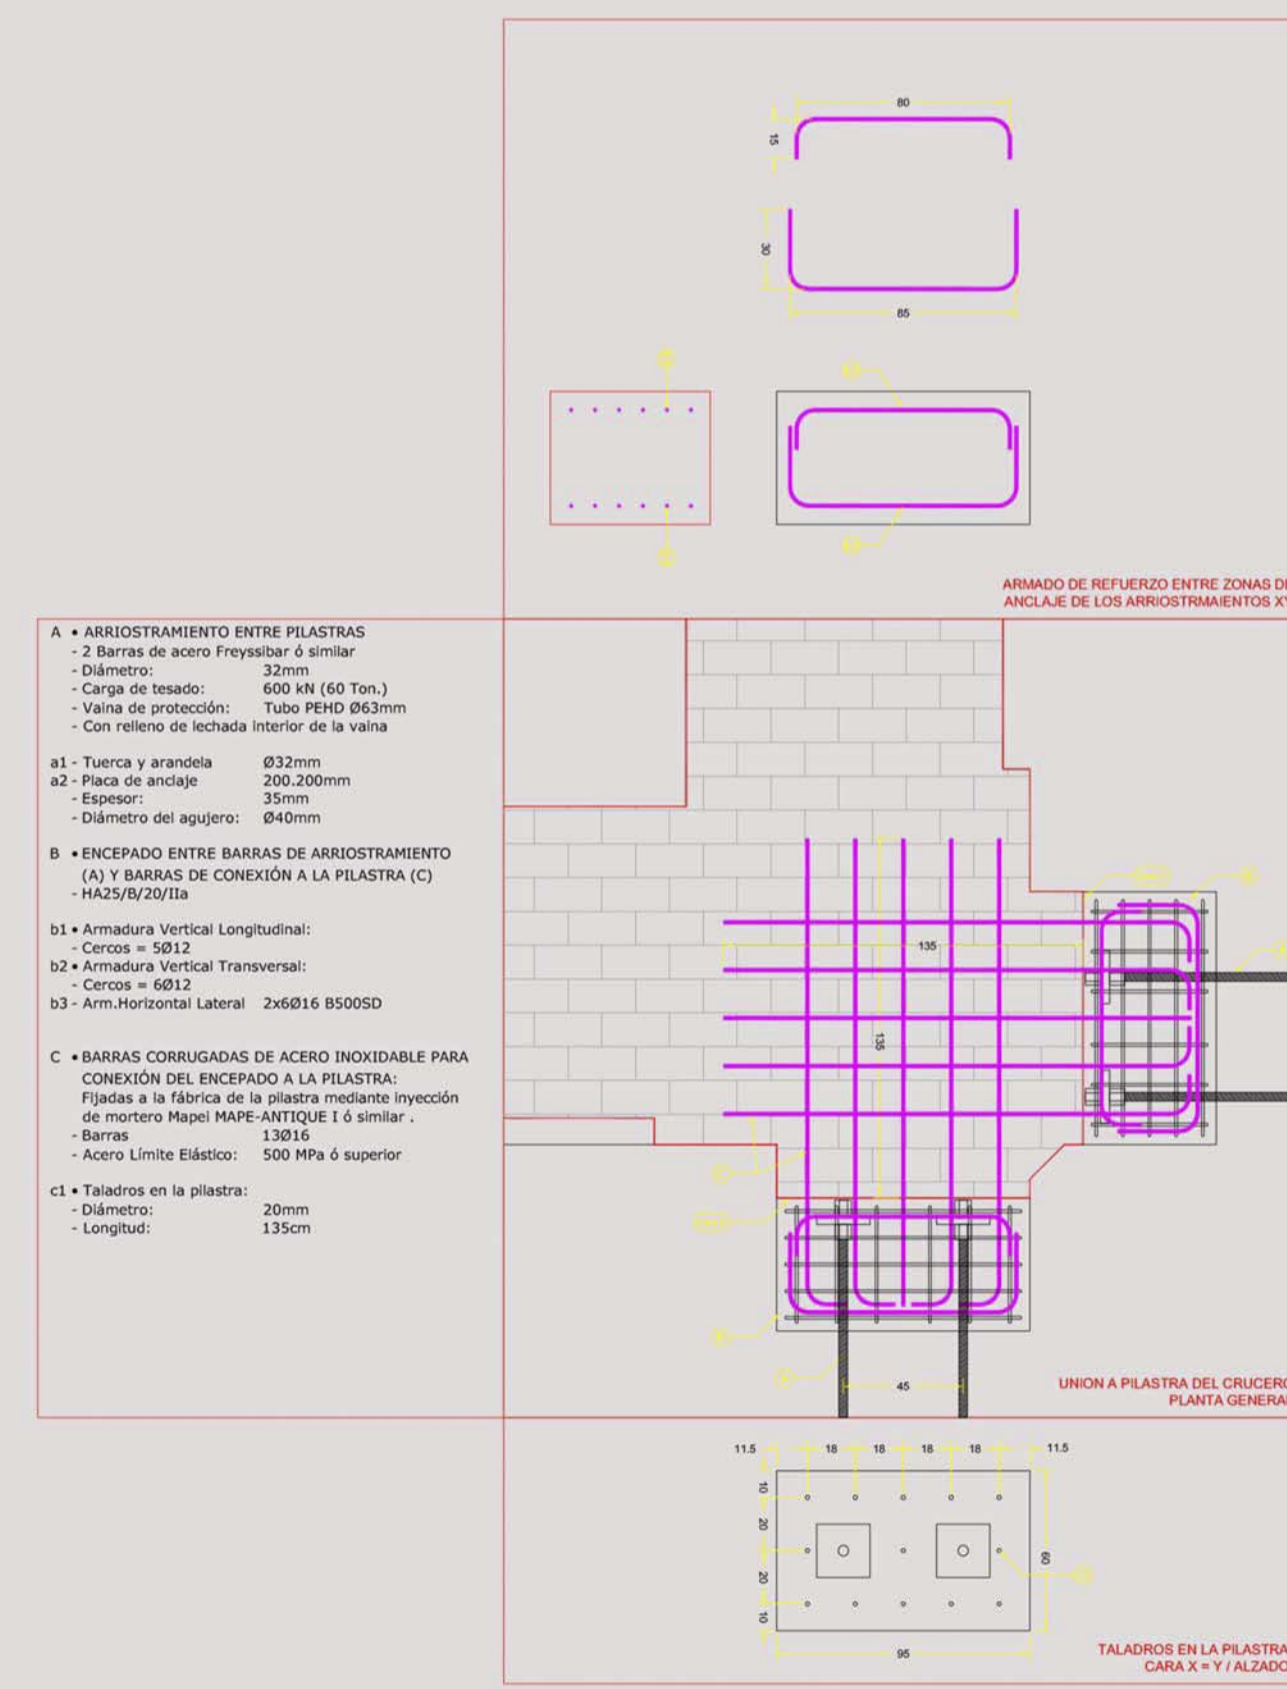 80
15
30
85
ARMADO DE REFUERZO ENTRE ZONAS DE
ANCLAJE DE LOS ARRIOSTRMAIENTOS XY
A • ARRIOSTRAMIENTO ENTRE PILASTRAS
- 2 Barras de acero Freyssibar ó similar
- Diámetro: 32mm
- Carga de tesado: 600 kN (60 Ton.)
- Vaina de protección: Tubo PEHD Ø63mm
- Con relleno de lechada interior de la vaina
a1 - Tuerca y arandela Ø32mm
a2 - Placa de anclaje 200.200mm
- Espesor: 35mm
- Diámetro del agujero: Ø40mm
B • ENCEPADO ENTRE BARRAS DE ARRIOSTRAMIENTO
(A) Y BARRAS DE CONEXIÓN A LA PILASTRA (C)
- HA25/B/20/IIa
b1 • Armadura Vertical Longitudinal:
- Cercos = 5Ø12
b2 • Armadura Vertical Transversal:
- Cercos = 6Ø12
b3 - Arm.Horizontal Lateral 2x6Ø16 B500SD
C • BARRAS CORRUGADAS DE ACERO INOXIDABLE PARA
CONEXIÓN DEL ENCEPADO A LA PILASTRA:
Fijadas a la fábrica de la pilastra mediante inyección
de mortero Mapei MAPE-ANTIQUE I ó similar .
- Barras 13Ø16
- Acero Límite Elástico: 500 MPa ó superior
c1 • Taladros en la pilastra:
- Diámetro: 20mm
- Longitud: 135cm
135
135
45
UNION A PILASTRA DEL CRUCERO
PLANTA GENERAL
11.5 18 18 18 18 11.5
10
20
20
10
60
95
TALADROS EN LA PILASTRA
CARA X = Y / ALZADO